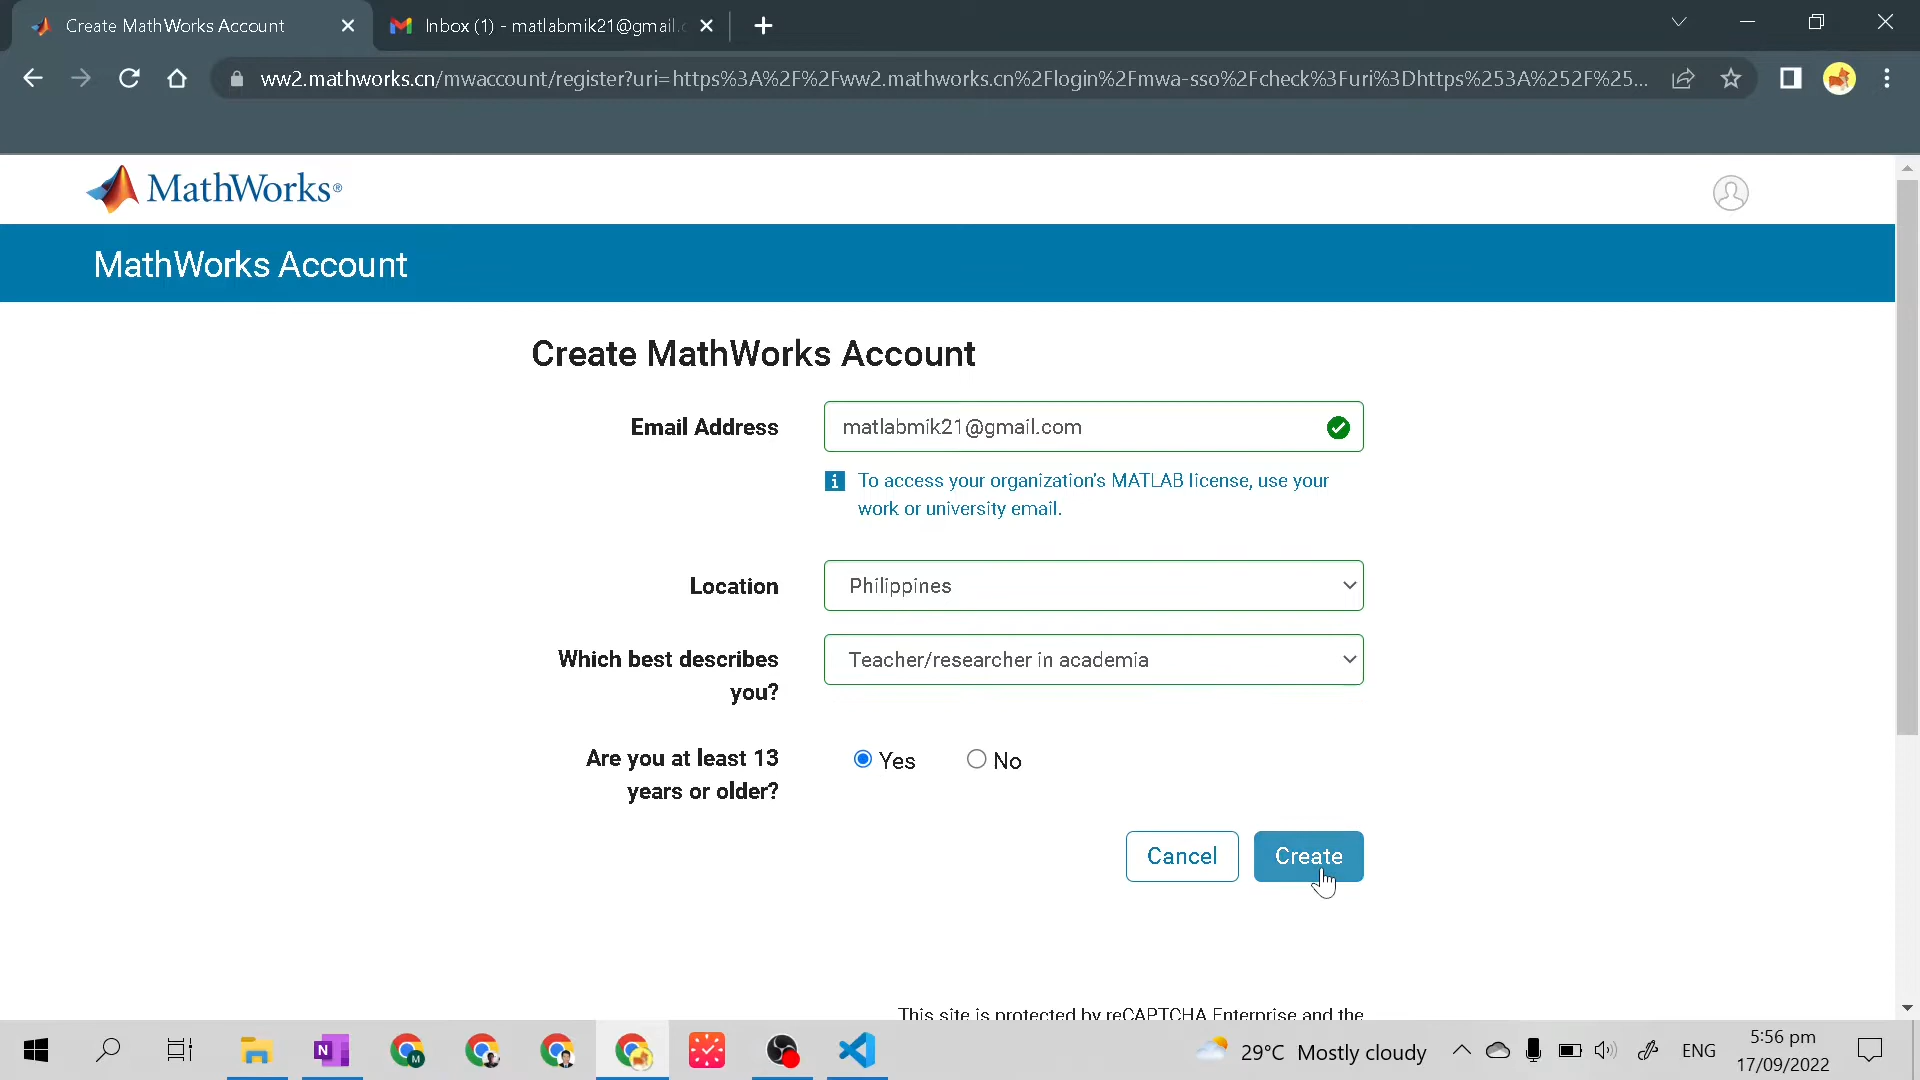 Create MathWorks Account
Inbox (1) - matlabmik21@gmail.c
ww2.mathworks.cn/mwaccount/register?uri=https%3A%2F%2Fww2.mathworks.cn%2Flogin%2Fmwa-sso%2Fcheck%3Furi%3Dhttps%253A%252F%25...
MathWorks®
MathWorks Account
Create MathWorks Account
Email Address
matlabmik21@gmail.com
To access your organization's MATLAB license, use your
work or university email.
Location
Philippines
Which best describes
you?
Teacher/researcher in academia
Are you at least 13
years or older?
Yes
No
Cancel
Create
This site is protected by reCAPTCHA Enterprise and the
N
M
29°C Mostly cloudy
ENG
5:56 pm
17/09/2022